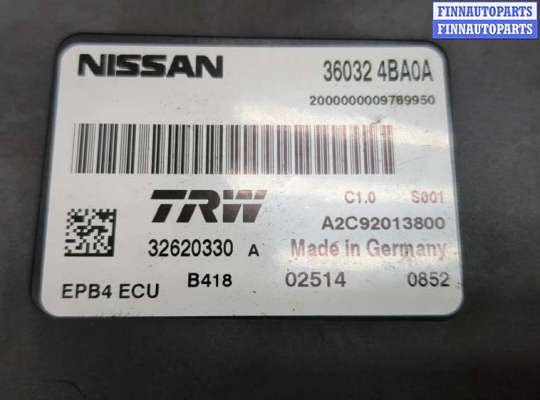 FINNAUTOPARTS
FINNAUTOPARTS
NISSAN 36032 4BA0A
2000000009769950
TRW C1.0 S001
A2C92013800
32620330 A Made in Germany
EPB4 ECU B418 02514 0852